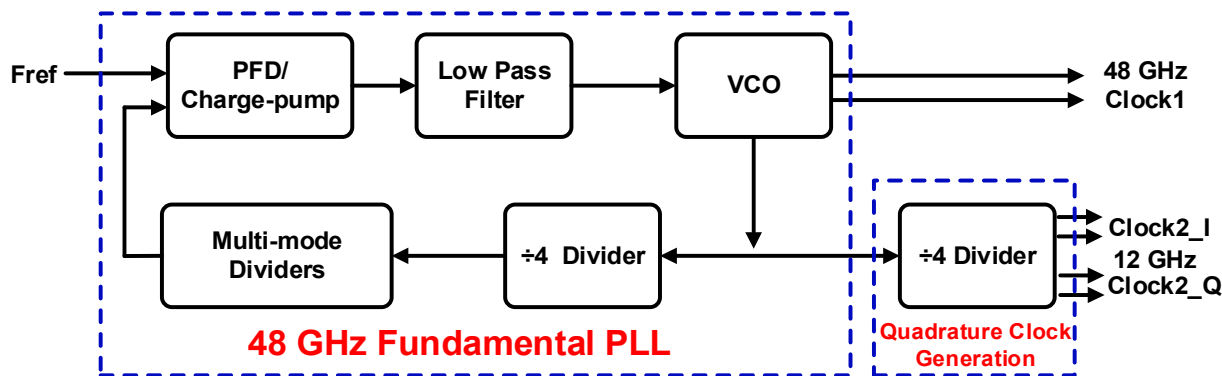 Fref
PFD/
Charge-pump
Low Pass
Filter
VCO
48 GHz
Clock1
Multi-mode
Dividers
÷4 Divider
÷4 Divider
Clock2_I
12 GHz
Clock2_Q
48 GHz Fundamental PLL
Quadrature Clock
Generation